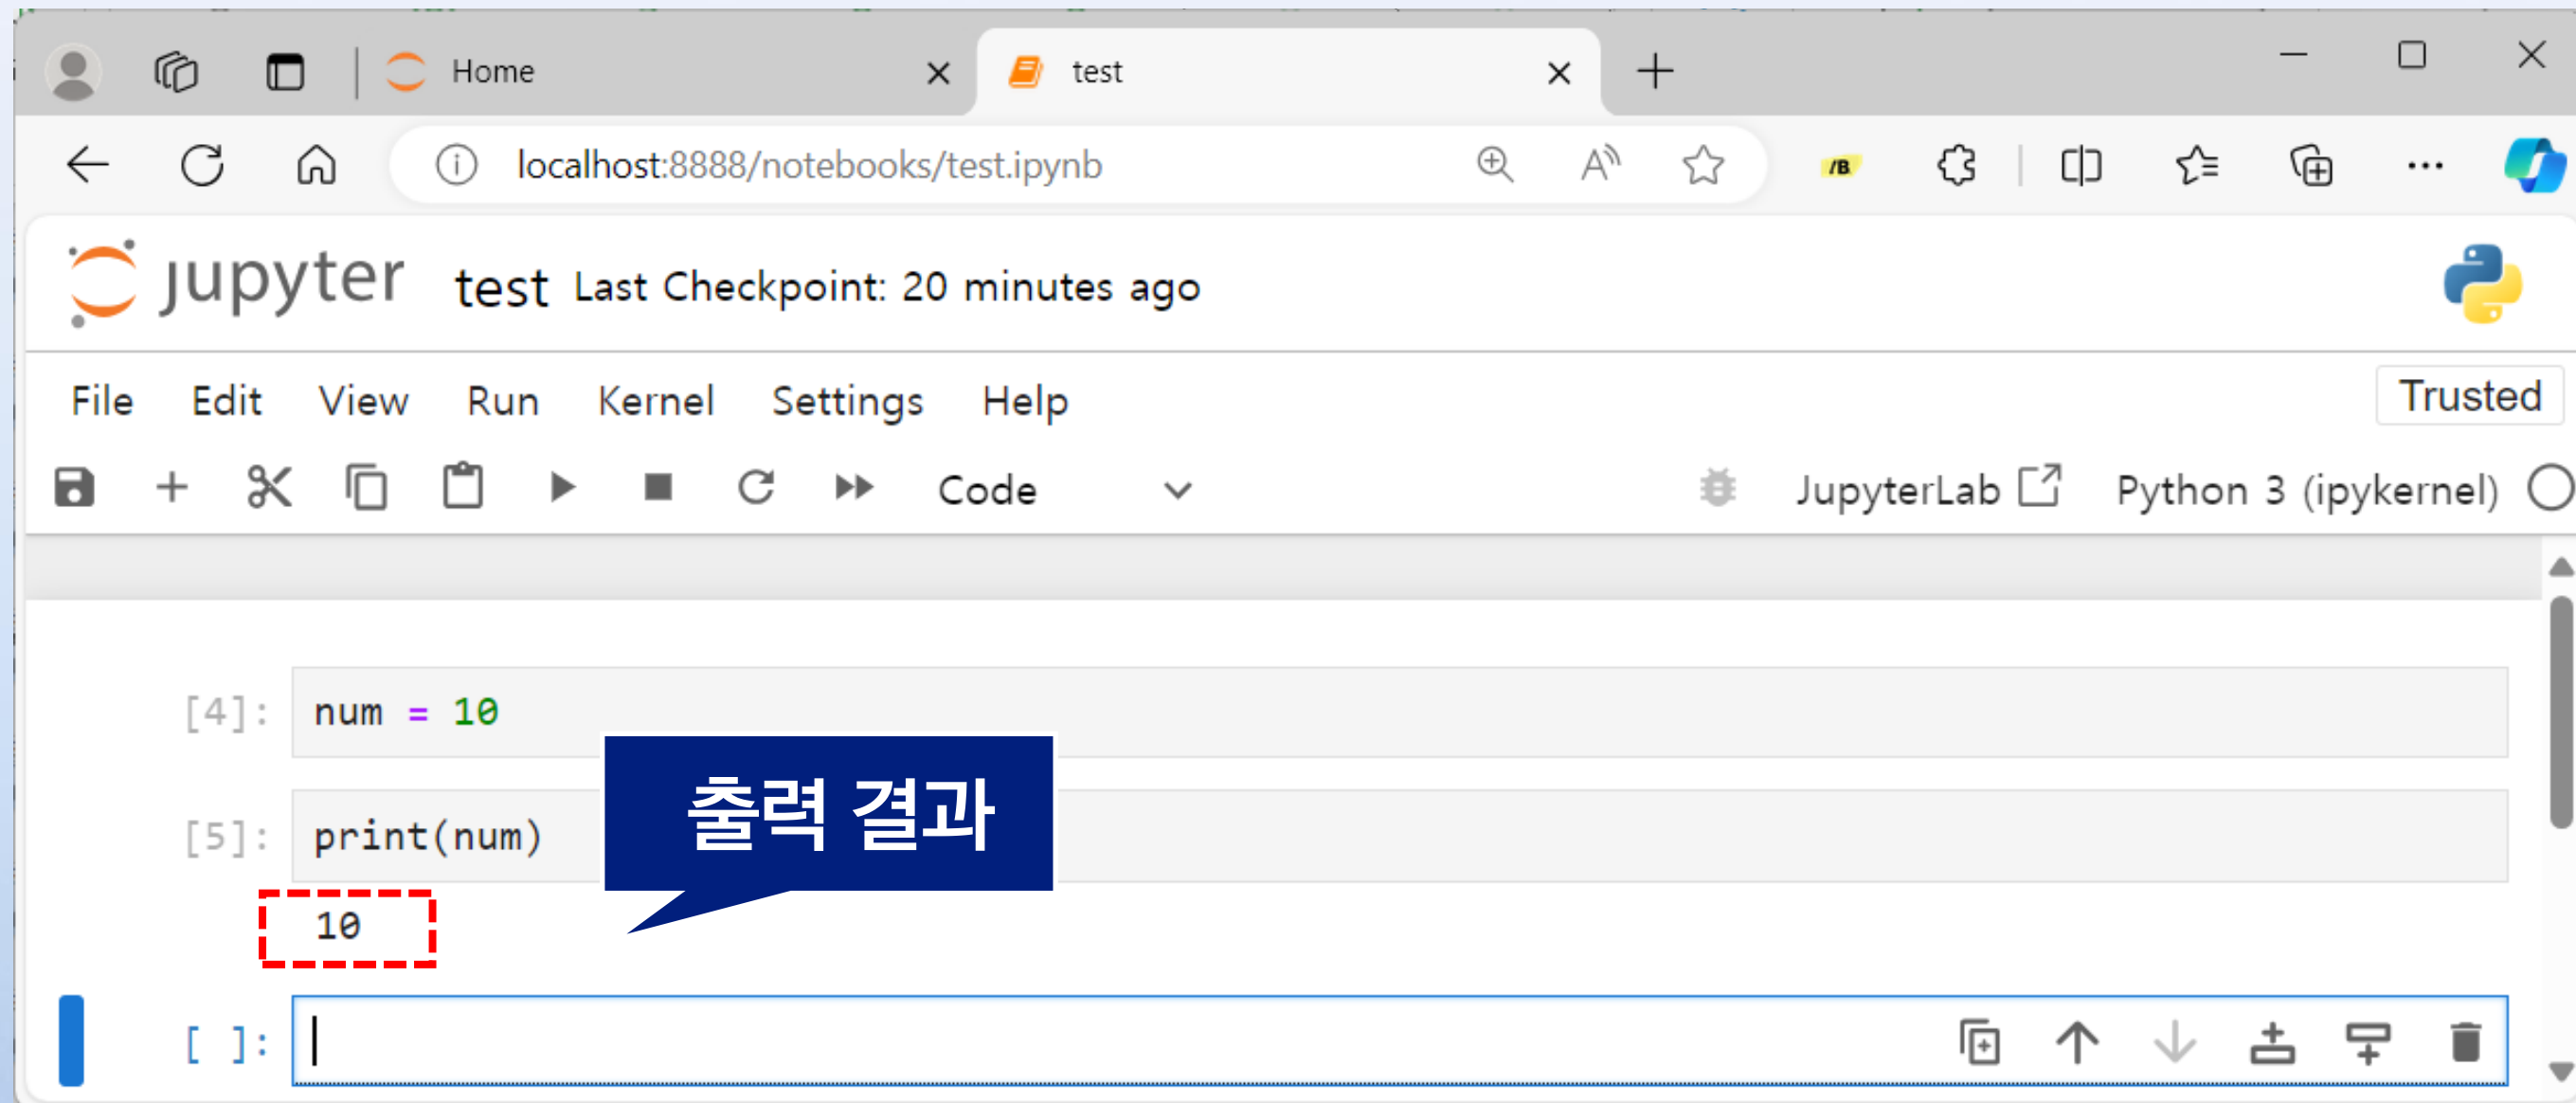 Home
test
localhost:8888/notebooks/test.ipynb
A
/B
jupyter test Last Checkpoint: 20 minutes ago
File Edit View Run Kernel Settings Help Trusted
Code JupyterLab Python 3 (ipykernel)
[4]: num = 10
출력 결과
[5]: print(num)
10
[ ]: